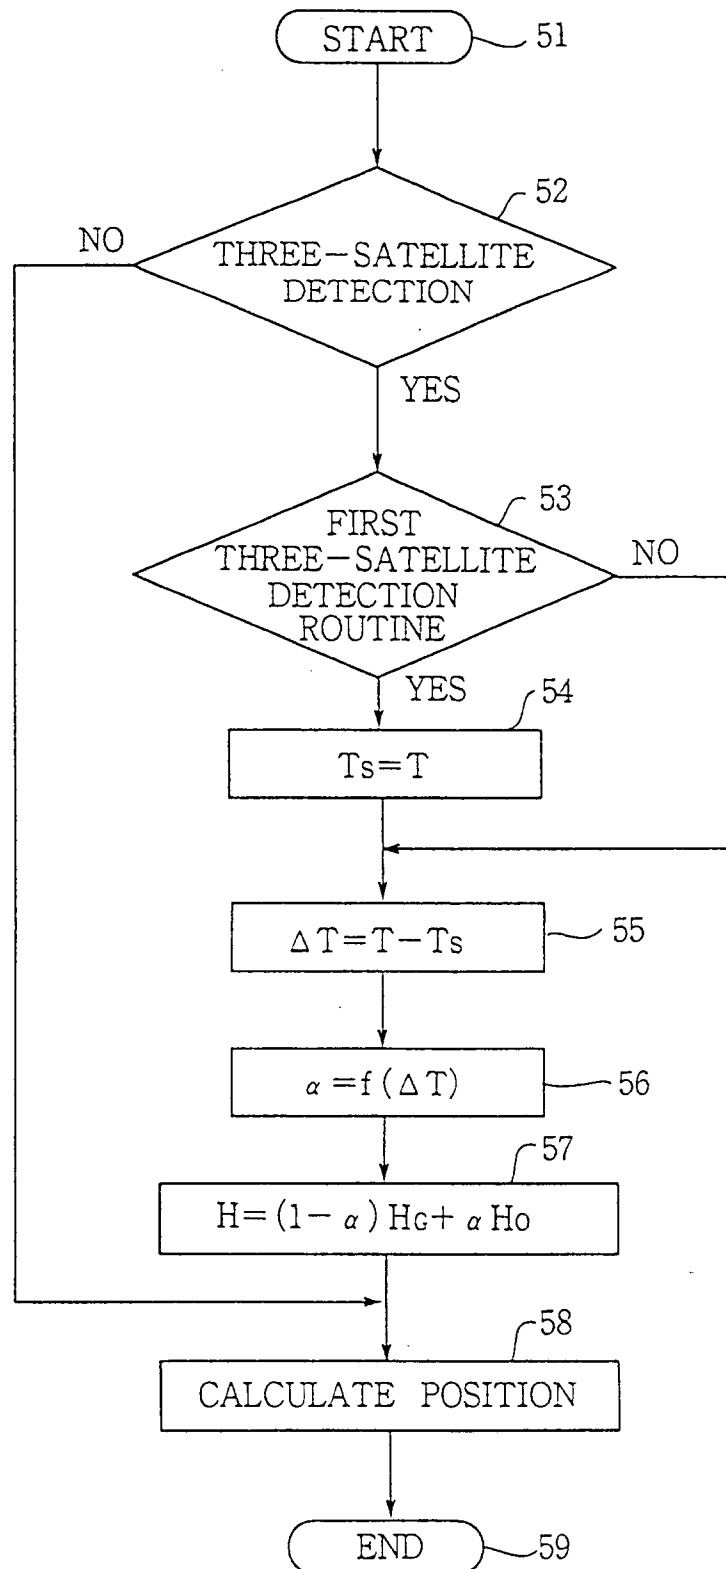 START
51
52
NO
THREE-SATELLITE
DETECTION
YES
53
FIRST
THREE-SATELLITE
DETECTION
ROUTINE
NO
YES
54
Ts=T
ΔT=T-Ts
55
α=f(ΔT)
56
57
H=(1-α)HG+αHo
58
CALCULATE POSITION
END
59